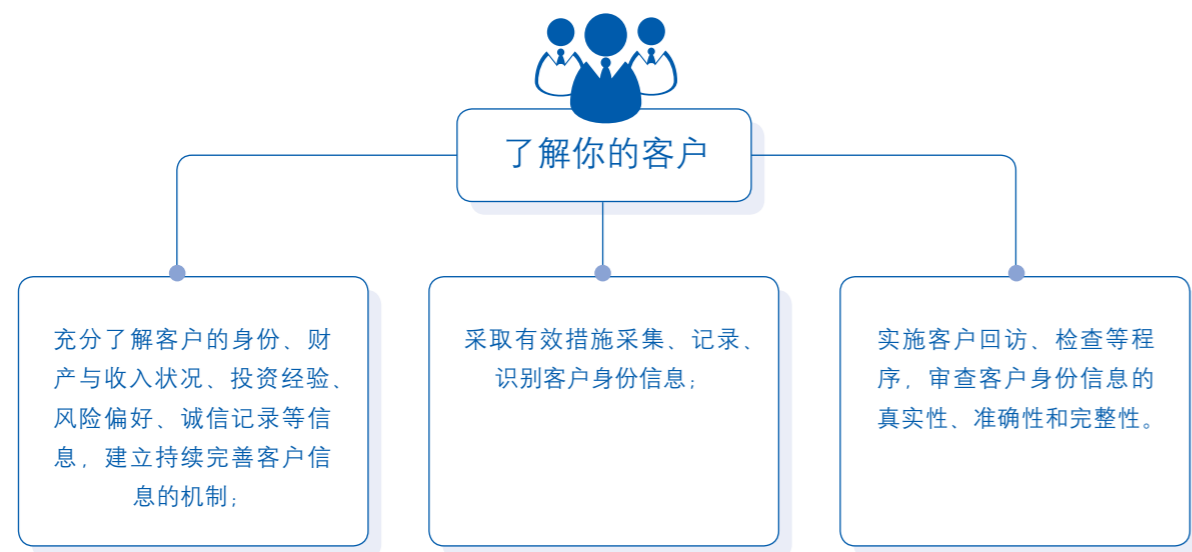 了解你的客户
充分了解客户的身份、财
产与收入状况、投资经验、
风险偏好、诚信记录等信
息，建立持续完善客户信
息的机制；
采取有效措施采集、记录、
识别客户身份信息；
实施客户回访、检查等程
序，审查客户身份信息的
真实性、准确性和完整性。